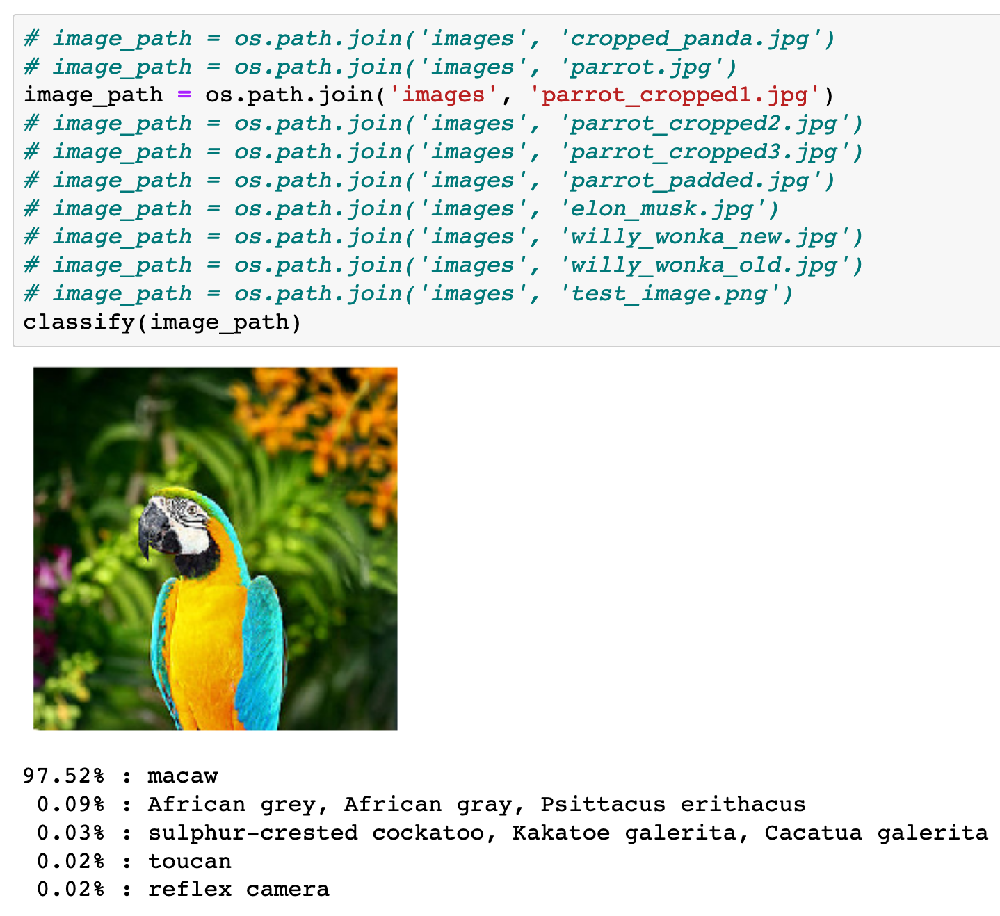 # image_path = os.path.join('images', 'cropped_panda.jpg')
# image_path = os.path.join('images', 'parrot.jpg')
image_path = os.path.join('images', 'parrot_cropped1.jpg')
# image_path = os.path.join('images', 'parrot_cropped2.jpg')
# image_path = os.path.join('images', 'parrot_cropped3.jpg')
# image_path = os.path.join('images', 'parrot_padded.jpg')
# image_path = os.path.join('images', 'elon_musk.jpg')
# image_path = os.path.join('images', 'willy_wonka_new.jpg')
# image_path = os.path.join('images', 'willy_wonka_old.jpg')
# image_path = os.path.join('images', 'test_image.png')
classify(image_path)
97.52% : macaw
0.09% : African grey, African gray, Psittacus erithacus
0.03% : sulphur-crested cockatoo, Kakatoe galerita, Cacatua galerita
0.02% : toucan
0.02% : reflex camera